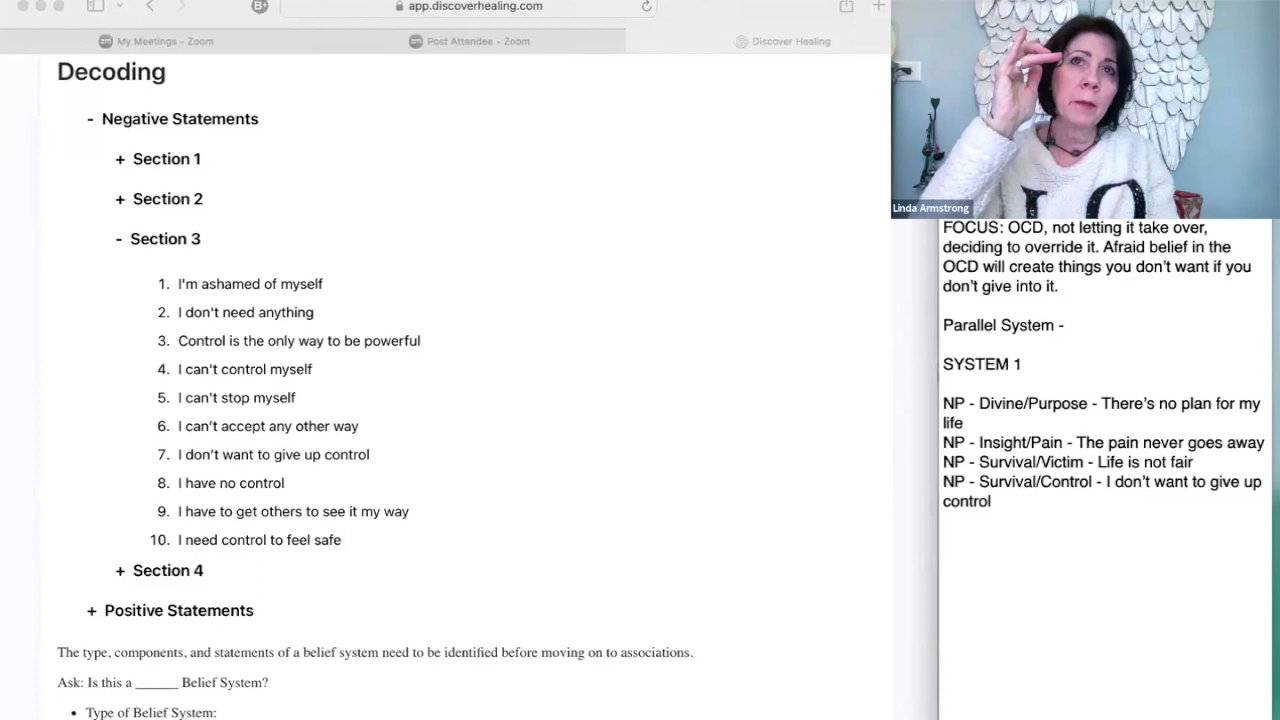 app.discoverhealing.com
My Meetings - Zoom
Post Attendee - Zoom
Discover Healing
Decoding
- Negative Statements
+ Section 1
+ Section 2
- Section 3
1. I'm ashamed of myself
2. I don't need anything
3. Control is the only way to be powerful
4. I can't control myself
5. I can't stop myself
6. I can't accept any other way
7. I don't want to give up control
8. I have no control
9. I have to get others to see it my way
10. I need control to feel safe
+ Section 4
+ Positive Statements
The type, components, and statements of a belief system need to be identified before moving on to associations.
Ask: Is this a ______ Belief System?
• Type of Belief System:
Linda Armstrong
FOCUS: OCD, not letting it take over,
deciding to override it. Afraid belief in the
OCD will create things you don't want if you
don't give into it.
Parallel System -
SYSTEM 1
NP - Divine/Purpose - There's no plan for my
life
NP - Insight/Pain - The pain never goes away
NP - Survival/Victim - Life is not fair
NP - Survival/Control - I don't want to give up
control